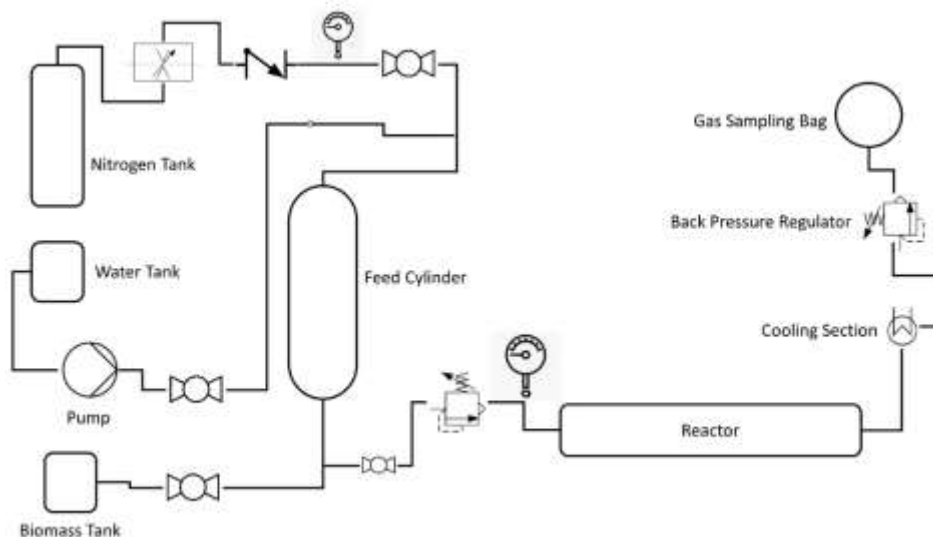 Nitrogen Tank
Gas Sampling Bag
Back Pressure Regulator
Water Tank
Feed Cylinder
Cooling Section
Pump
Reactor
Biomass Tank